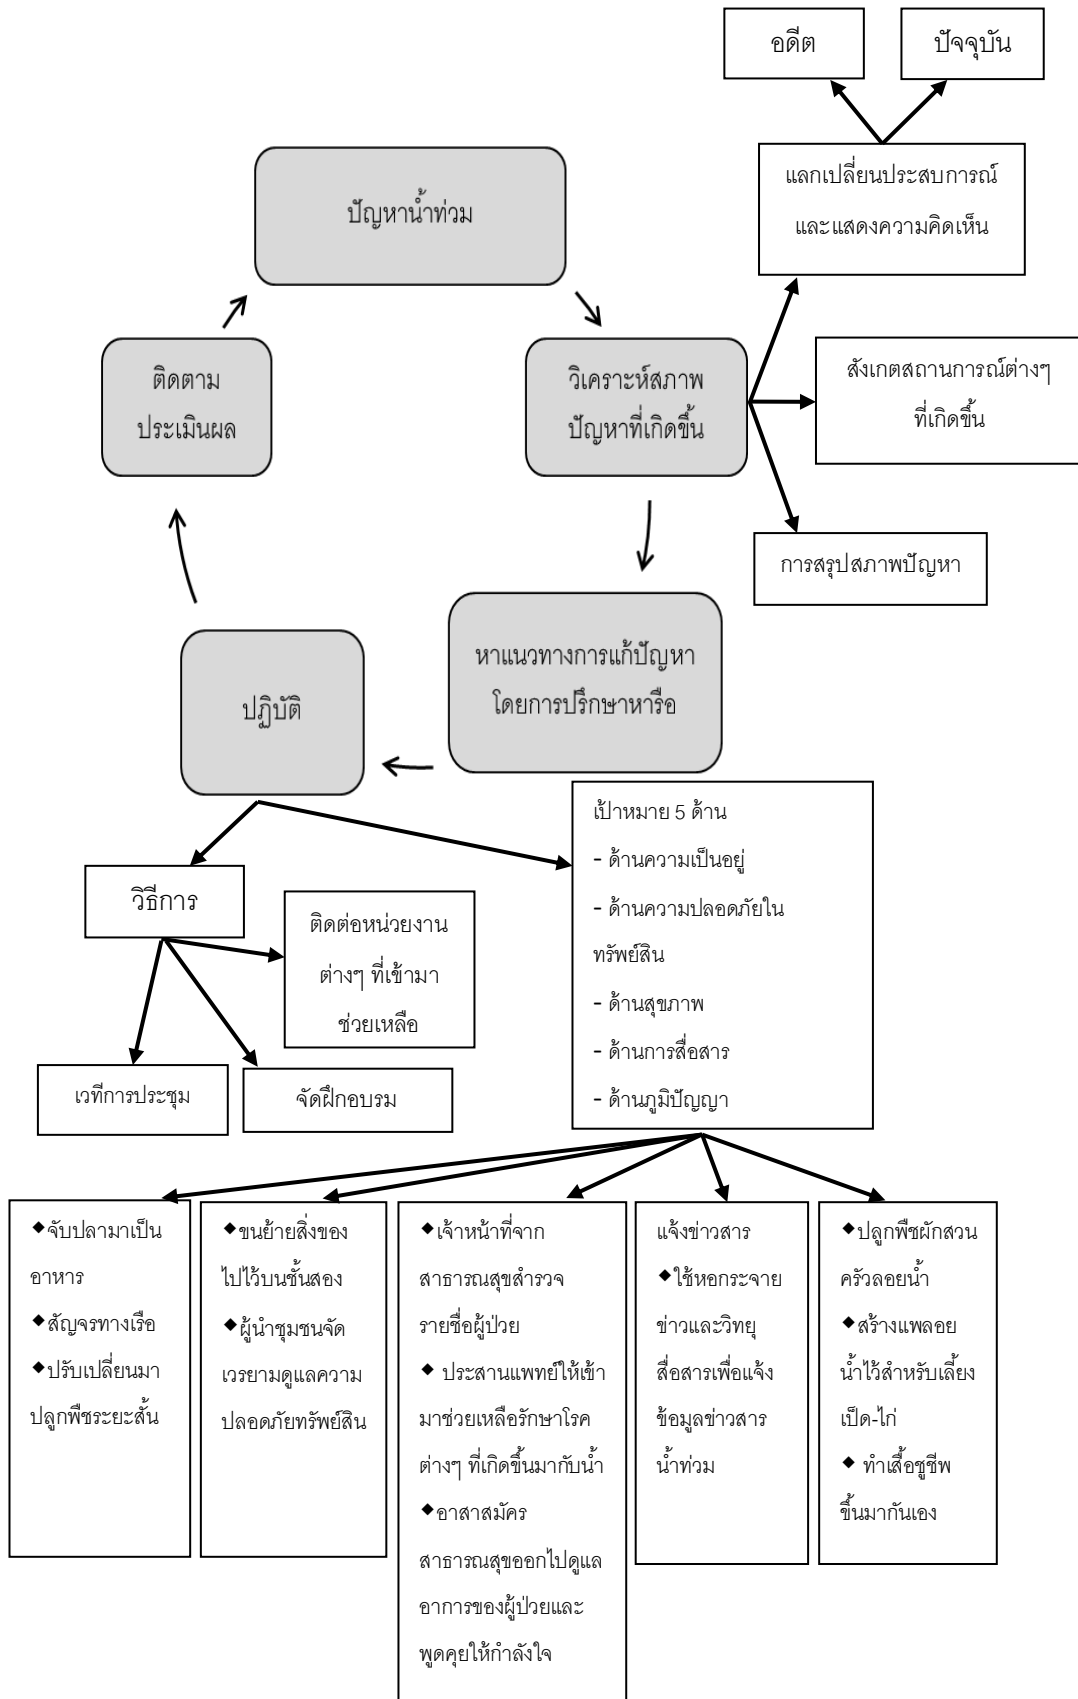 อดีต
ปัจจุบัน
แลกเปลี่ยนประสบการณ์
และแสดงความคิดเห็น
ปัญหาน้ำท่วม
วิเคราะห์สภาพ
ปัญหาที่เกิดขึ้น
สังเกตสถานการณ์ต่างๆ
ที่เกิดขึ้น
การสรุปสภาพปัญหา
ติดตาม
ประเมินผล
หาแนวทางการแก้ปัญหา
โดยการปรึกษาหารือ
ปฏิบัติ
วิธีการ
ติดต่อหน่วยงาน
ต่างๆ ที่เข้ามา
ช่วยเหลือ
เวทีการประชุม
จัดฝึกอบรม
เป้าหมาย 5 ด้าน
- ด้านความเป็นอยู่
- ด้านความปลอดภัยใน
ทรัพย์สิน
- ด้านสุขภาพ
- ด้านการสื่อสาร
- ด้านภูมิปัญญา
◆จับปลามาเป็น
อาหาร
◆สัญจรทางเรือ
◆ปรับเปลี่ยนมา
ปลูกพืชระยะสั้น
◆ขนย้ายสิ่งของ
ไปไว้บนชั้นสอง
◆ผู้นำชุมชนจัด
เวรยามดูแลความ
ปลอดภัยทรัพย์สิน
◆เจ้าหน้าที่จาก
สาธารณสุขสำรวจ
รายชื่อผู้ป่วย
◆ ประสานแพทย์ให้เข้า
มาช่วยเหลือรักษาโรค
ต่างๆ ที่เกิดขึ้นมากับน้ำ
◆อาสาสมัคร
สาธารณสุขออกไปดูแล
อาการของผู้ป่วยและ
พูดคุยให้กำลังใจ
แจ้งข่าวสาร
◆ใช้หอกระจาย
ข่าวและวิทยุ
สื่อสารเพื่อแจ้ง
ข้อมูลข่าวสาร
น้ำท่วม
◆ปลูกพืชผักสวน
ครัวลอยน้ำ
◆สร้างแพลอย
น้ำไว้สำหรับเลี้ยง
เป็ด-ไก่
◆ ทำเสื้อชูชีพ
ขึ้นมากันเอง